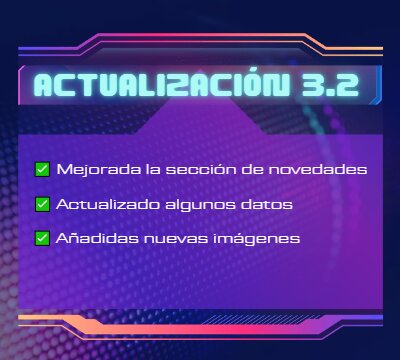 ACTUALIZACIÓN 3.2
Mejorada la sección de novedades
Actualizado algunos datos
Añadidas nuevas imágenes